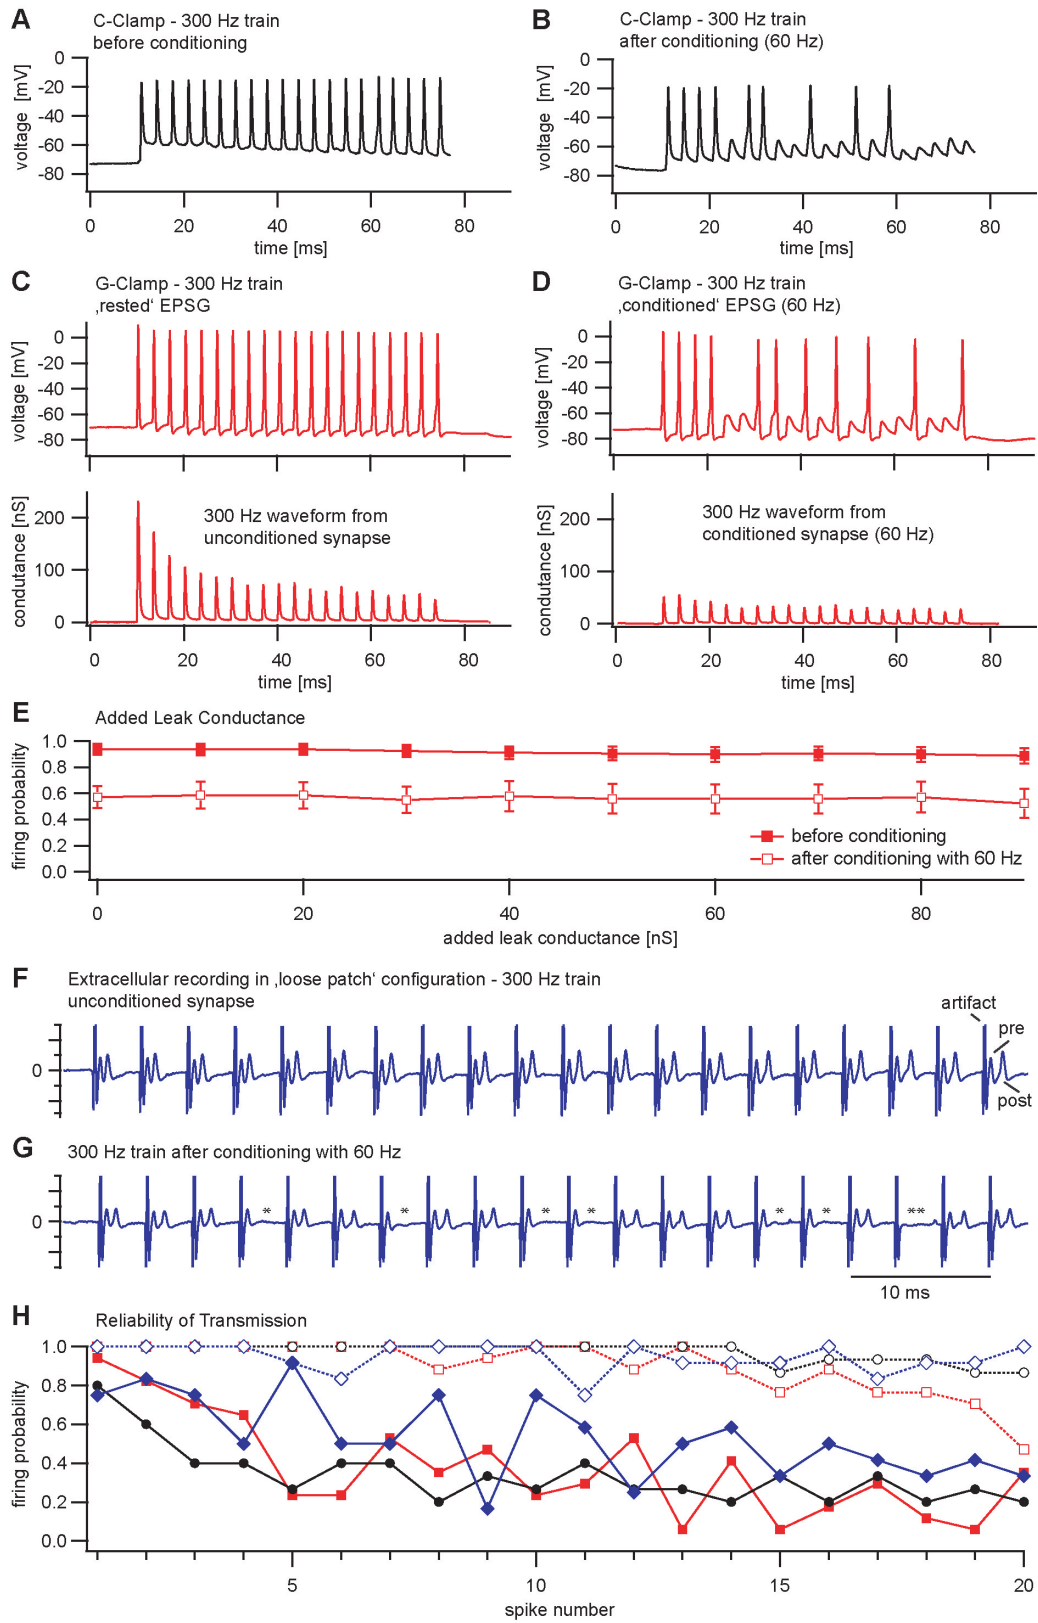 A
C-Clamp - 300 Hz train
before conditioning
voltage [mV]
0
-20
-40
-60
-80
0
20
40
60
80
time [ms]
B
C-Clamp - 300 Hz train
after conditioning (60 Hz)
voltage [mV]
0
-20
-40
-60
-80
0
20
40
60
80
time [ms]
C
G-Clamp - 300 Hz train
‚rested‘ EPSG
voltage [mV]
0
-20
-40
-60
-80
300 Hz waveform from
unconditioned synapse
condutance [nS]
200
100
0
0
20
40
60
80
time [ms]
D
G-Clamp - 300 Hz train
‚conditioned‘ EPSG (60 Hz)
voltage [mV]
0
-20
-40
-60
-80
300 Hz waveform from
conditioned synapse (60 Hz)
condutance [nS]
200
100
0
0
20
40
60
80
time [ms]
E
Added Leak Conductance
firing probability
1.0
0.8
0.6
0.4
0.2
0.0
before conditioning
after conditioning with 60 Hz
0
20
40
60
80
added leak conductance [nS]
F
Extracellular recording in ‚loose patch‘ configuration - 300 Hz train
unconditioned synapse
artifact
pre
post
0
G
300 Hz train after conditioning with 60 Hz
0
* * * * * * **
10 ms
H
Reliability of Transmission
firing probability
1.0
0.8
0.6
0.4
0.2
0.0
5
10
15
20
spike number